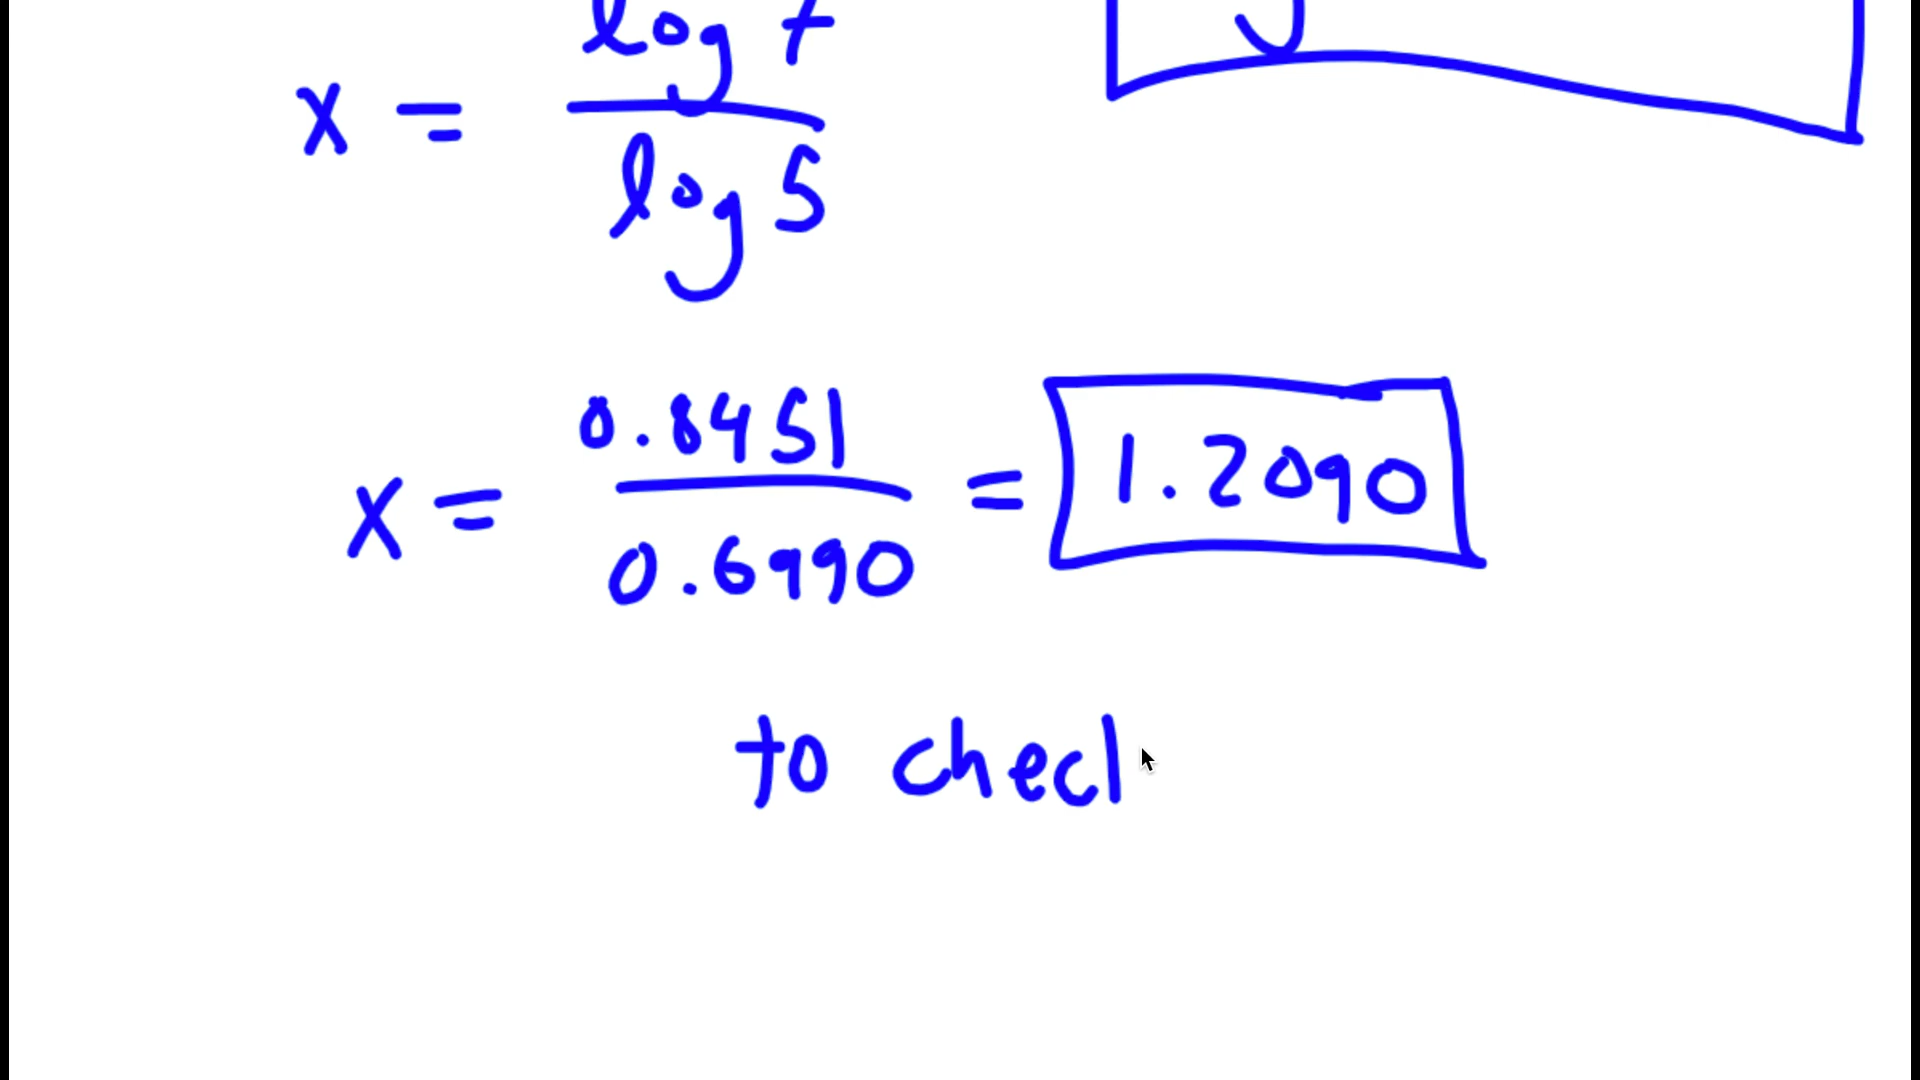 x = log 7
log 5
x = 0.8451 / 0.6990 = 1.2090
to checl